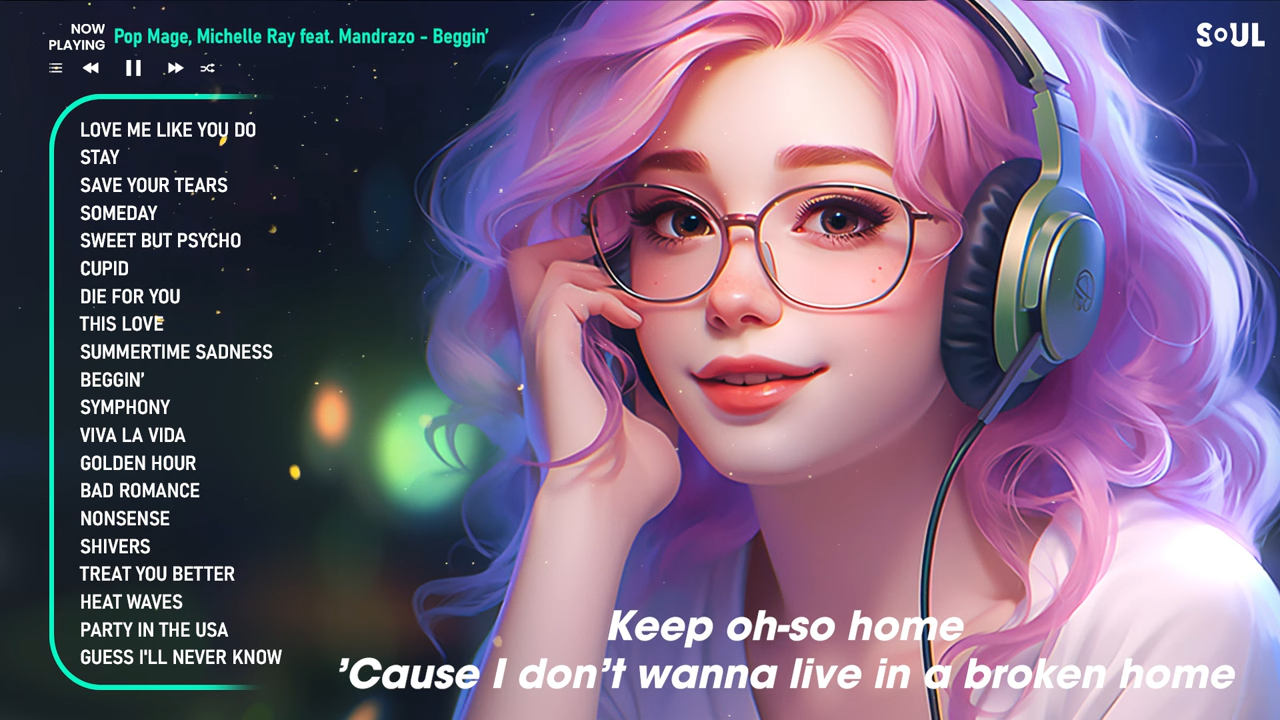 NOW
PLAYING
Pop Mage, Michelle Ray feat. Mandrazo - Beggin’
SoUL
LOVE ME LIKE YOU DO
STAY
SAVE YOUR TEARS
SOMEDAY
SWEET BUT PSYCHO
CUPID
DIE FOR YOU
THIS LOVE
SUMMERTIME SADNESS
BEGGIN’
SYMPHONY
VIVA LA VIDA
GOLDEN HOUR
BAD ROMANCE
NONSENSE
SHIVERS
TREAT YOU BETTER
HEAT WAVES
PARTY IN THE USA
GUESS I'LL NEVER KNOW
Keep oh-so home
’Cause I don’t wanna live in a broken home